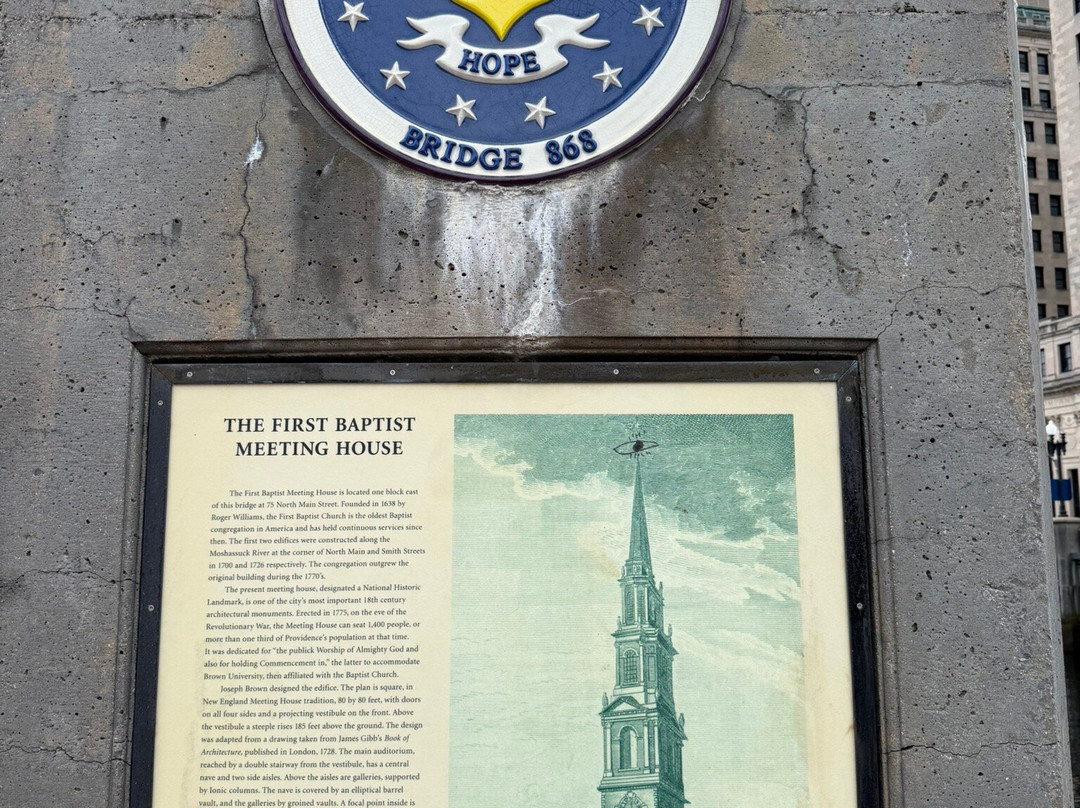 HOPE
BRIDGE 868
THE FIRST BAPTIST
MEETING HOUSE
The First Baptist Meeting House is located one block east
of this bridge at 75 North Main Street. Founded in 1638 by
Roger Williams, the First Baptist Church is the oldest Baptist
congregation in America and has held continuous services since
then. The first two edifices were constructed along the
Moshassuck River at the corner of North Main and Smith Streets
in 1700 and 1726 respectively. The congregation outgrew the
original building during the 1770's.
The present meeting house, designated a National Historic
Landmark, is one of the city's most important 18th century
architectural monuments. Erected in 1775, on the eve of the
Revolutionary War, the Meeting House can seat 1,400 people, or
more than one third of Providence's population at that time.
It was dedicated for "the publick Worship of Almighty God and
also for holding Commencement in," the latter to accommodate
Brown University, then affiliated with the Baptist Church.
Joseph Brown designed the edifice. The plan is square, in
New England Meeting House tradition, 80 by 80 feet, with doors
on all four sides and a projecting vestibule on the front. Above
the vestibule a steeple rises 185 feet above the ground. The design
was adapted from a drawing taken from James Gibb's Book of
Architecture, published in London, 1728. The main auditorium,
reached by a double stairway from the vestibule, has a central
nave and two side aisles. Above the aisles are galleries, supported
by Ionic columns. The nave is covered by an elliptical barrel
vault, and the galleries by groined vaults. A focal point inside is